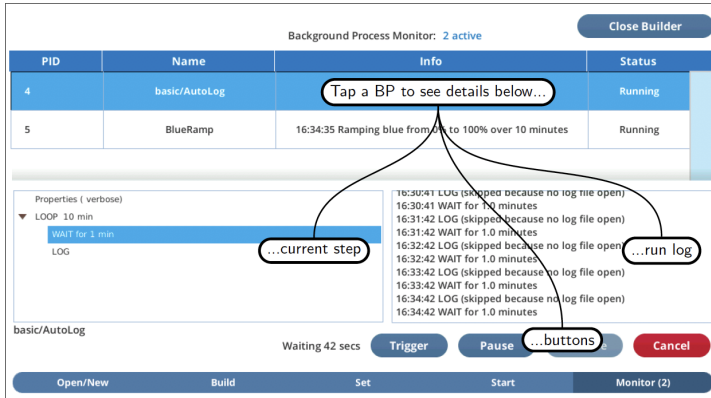 Close Builder
Background Process Monitor: 2 active
PID Name Info Status
4 basic/AutoLog Tap a BP to see details below... Running
5 BlueRamp 16:34:35 Ramping blue from 0% to 100% over 10 minutes Running
Properties ( verbose)
LOOP 10 min
WAIT for 1 min
LOG
...current step
16:30:41 LOG (skipped because no log file open)
16:30:41 WAIT for 1.0 minutes
16:31:42 LOG (skipped because no log file open)
16:31:42 WAIT for 1.0 minutes
16:32:42 LOG (skipped because no log file open)
16:32:42 WAIT for 1.0 minutes
16:33:42 LOG (skipped because no log file open)
16:33:42 WAIT for 1.0 minutes
16:34:42 LOG (skipped because no log file open)
16:34:42 WAIT for 1.0 minutes
...run log
basic/AutoLog
Waiting 42 secs Trigger Pause ...buttons Cancel
Open/New Build Set Start Monitor (2)